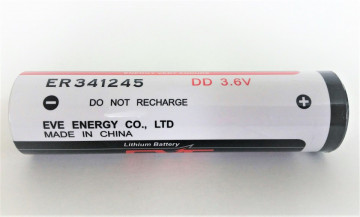 ER341245 DD 3.6V
DO NOT RECHARGE
EVE ENERGY CO., LTD
MADE IN CHINA
Lithium Battery